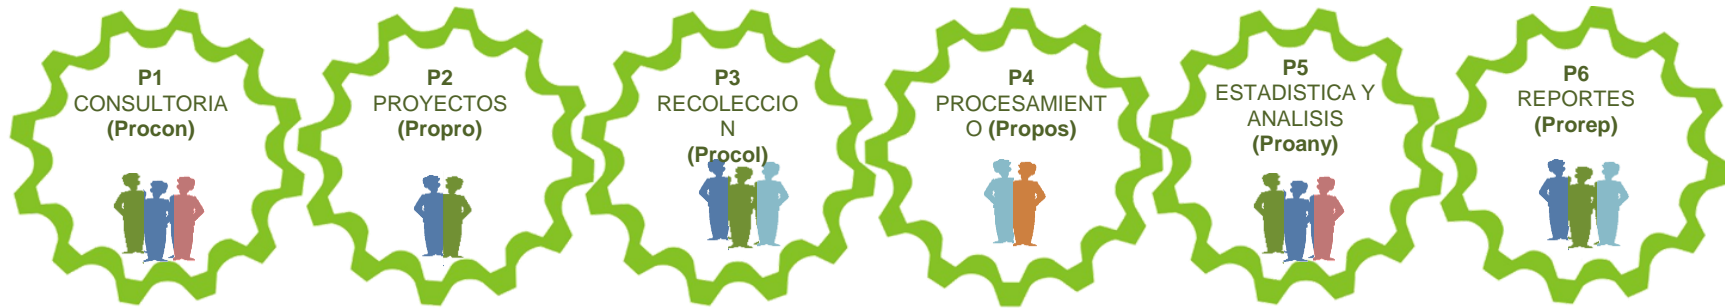 P1
CONSULTORIA
(Procon)
P2
PROYECTOS
(Propro)
P3
RECOLECCIO
N
(Procol)
P4
PROCESAMIENT
O (Propos)
P5
ESTADISTICA Y
ANALISIS
(Proany)
P6
REPORTES
(Prorep)